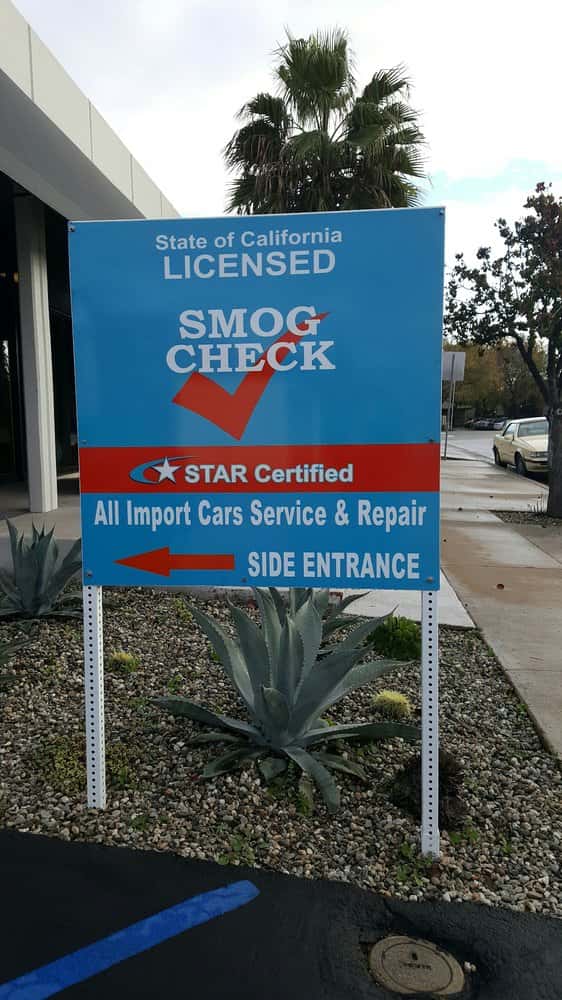 State of California
LICENSED
SMOG
CHECK
STAR Certified
All Import Cars Service & Repair
SIDE ENTRANCE